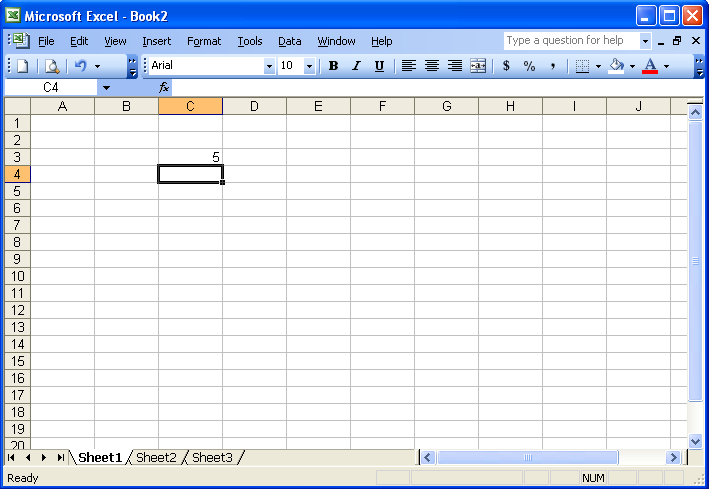 Microsoft Excel - Book2
File Edit View Insert Format Tools Data Window Help Type a question for help
Arial 10 B I U $ % , A
C4 fx
A B C D E F G H I J
1
2
3 5
4
5
6
7
8
9
10
11
12
13
14
15
16
17
18
19
20
Sheet1 Sheet2 Sheet3
Ready NUM